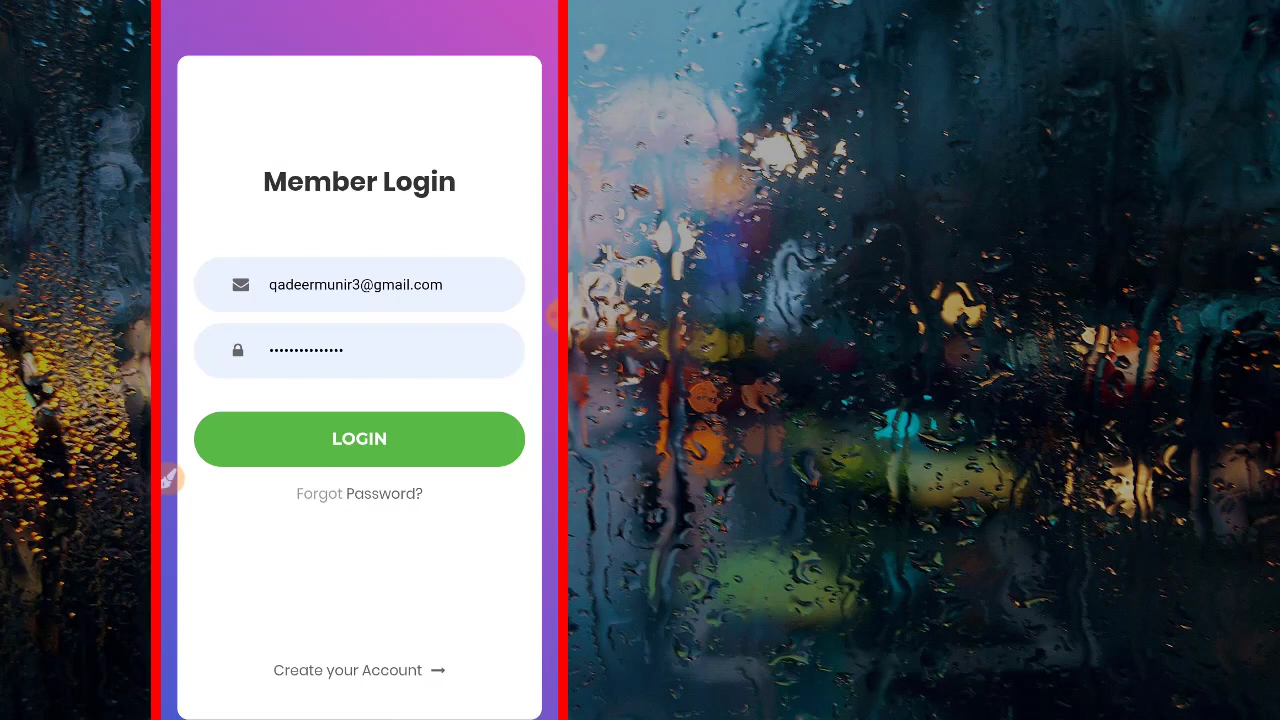 Member Login
qadeermunir3@gmail.com
•••••••••••••••
LOGIN
Forgot Password?
Create your Account →